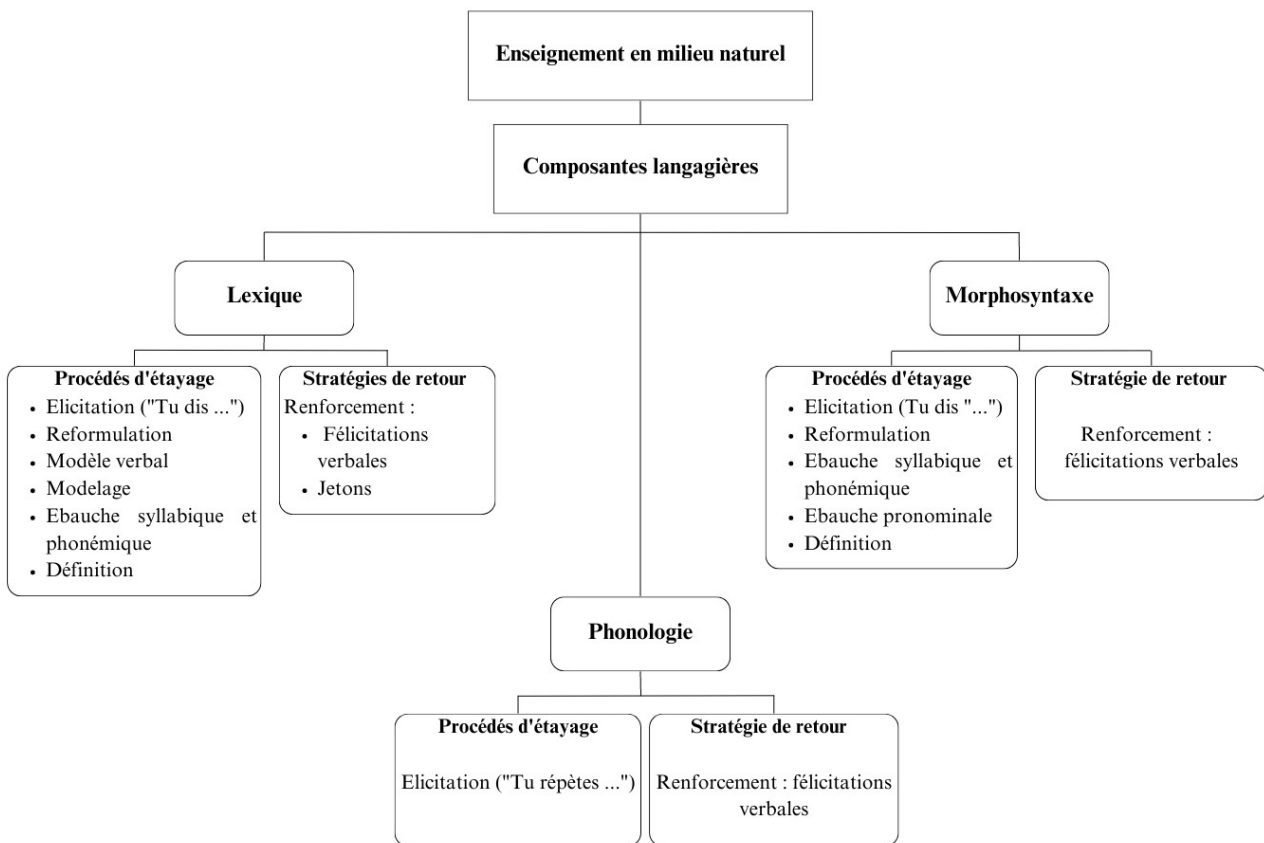 Enseignement en milieu naturel
Composantes langagières
Lexique
Procédés d'étayage
• Elicitation ("Tu dis ...")
• Reformulation
• Modèle verbal
• Modelage
• Ebauche syllabique et
phonémique
• Définition
Stratégies de retour
Renforcement :
• Félicitations
verbales
• Jetons
Morphosyntaxe
Procédés d'étayage
• Elicitation (Tu dis "...")
• Reformulation
• Ebauche syllabique et
phonémique
• Ebauche pronominale
• Définition
Stratégie de retour
Renforcement :
félicitations verbales
Phonologie
Procédés d'étayage
Elicitation ("Tu répètes ...")
Stratégie de retour
Renforcement : félicitations
verbales